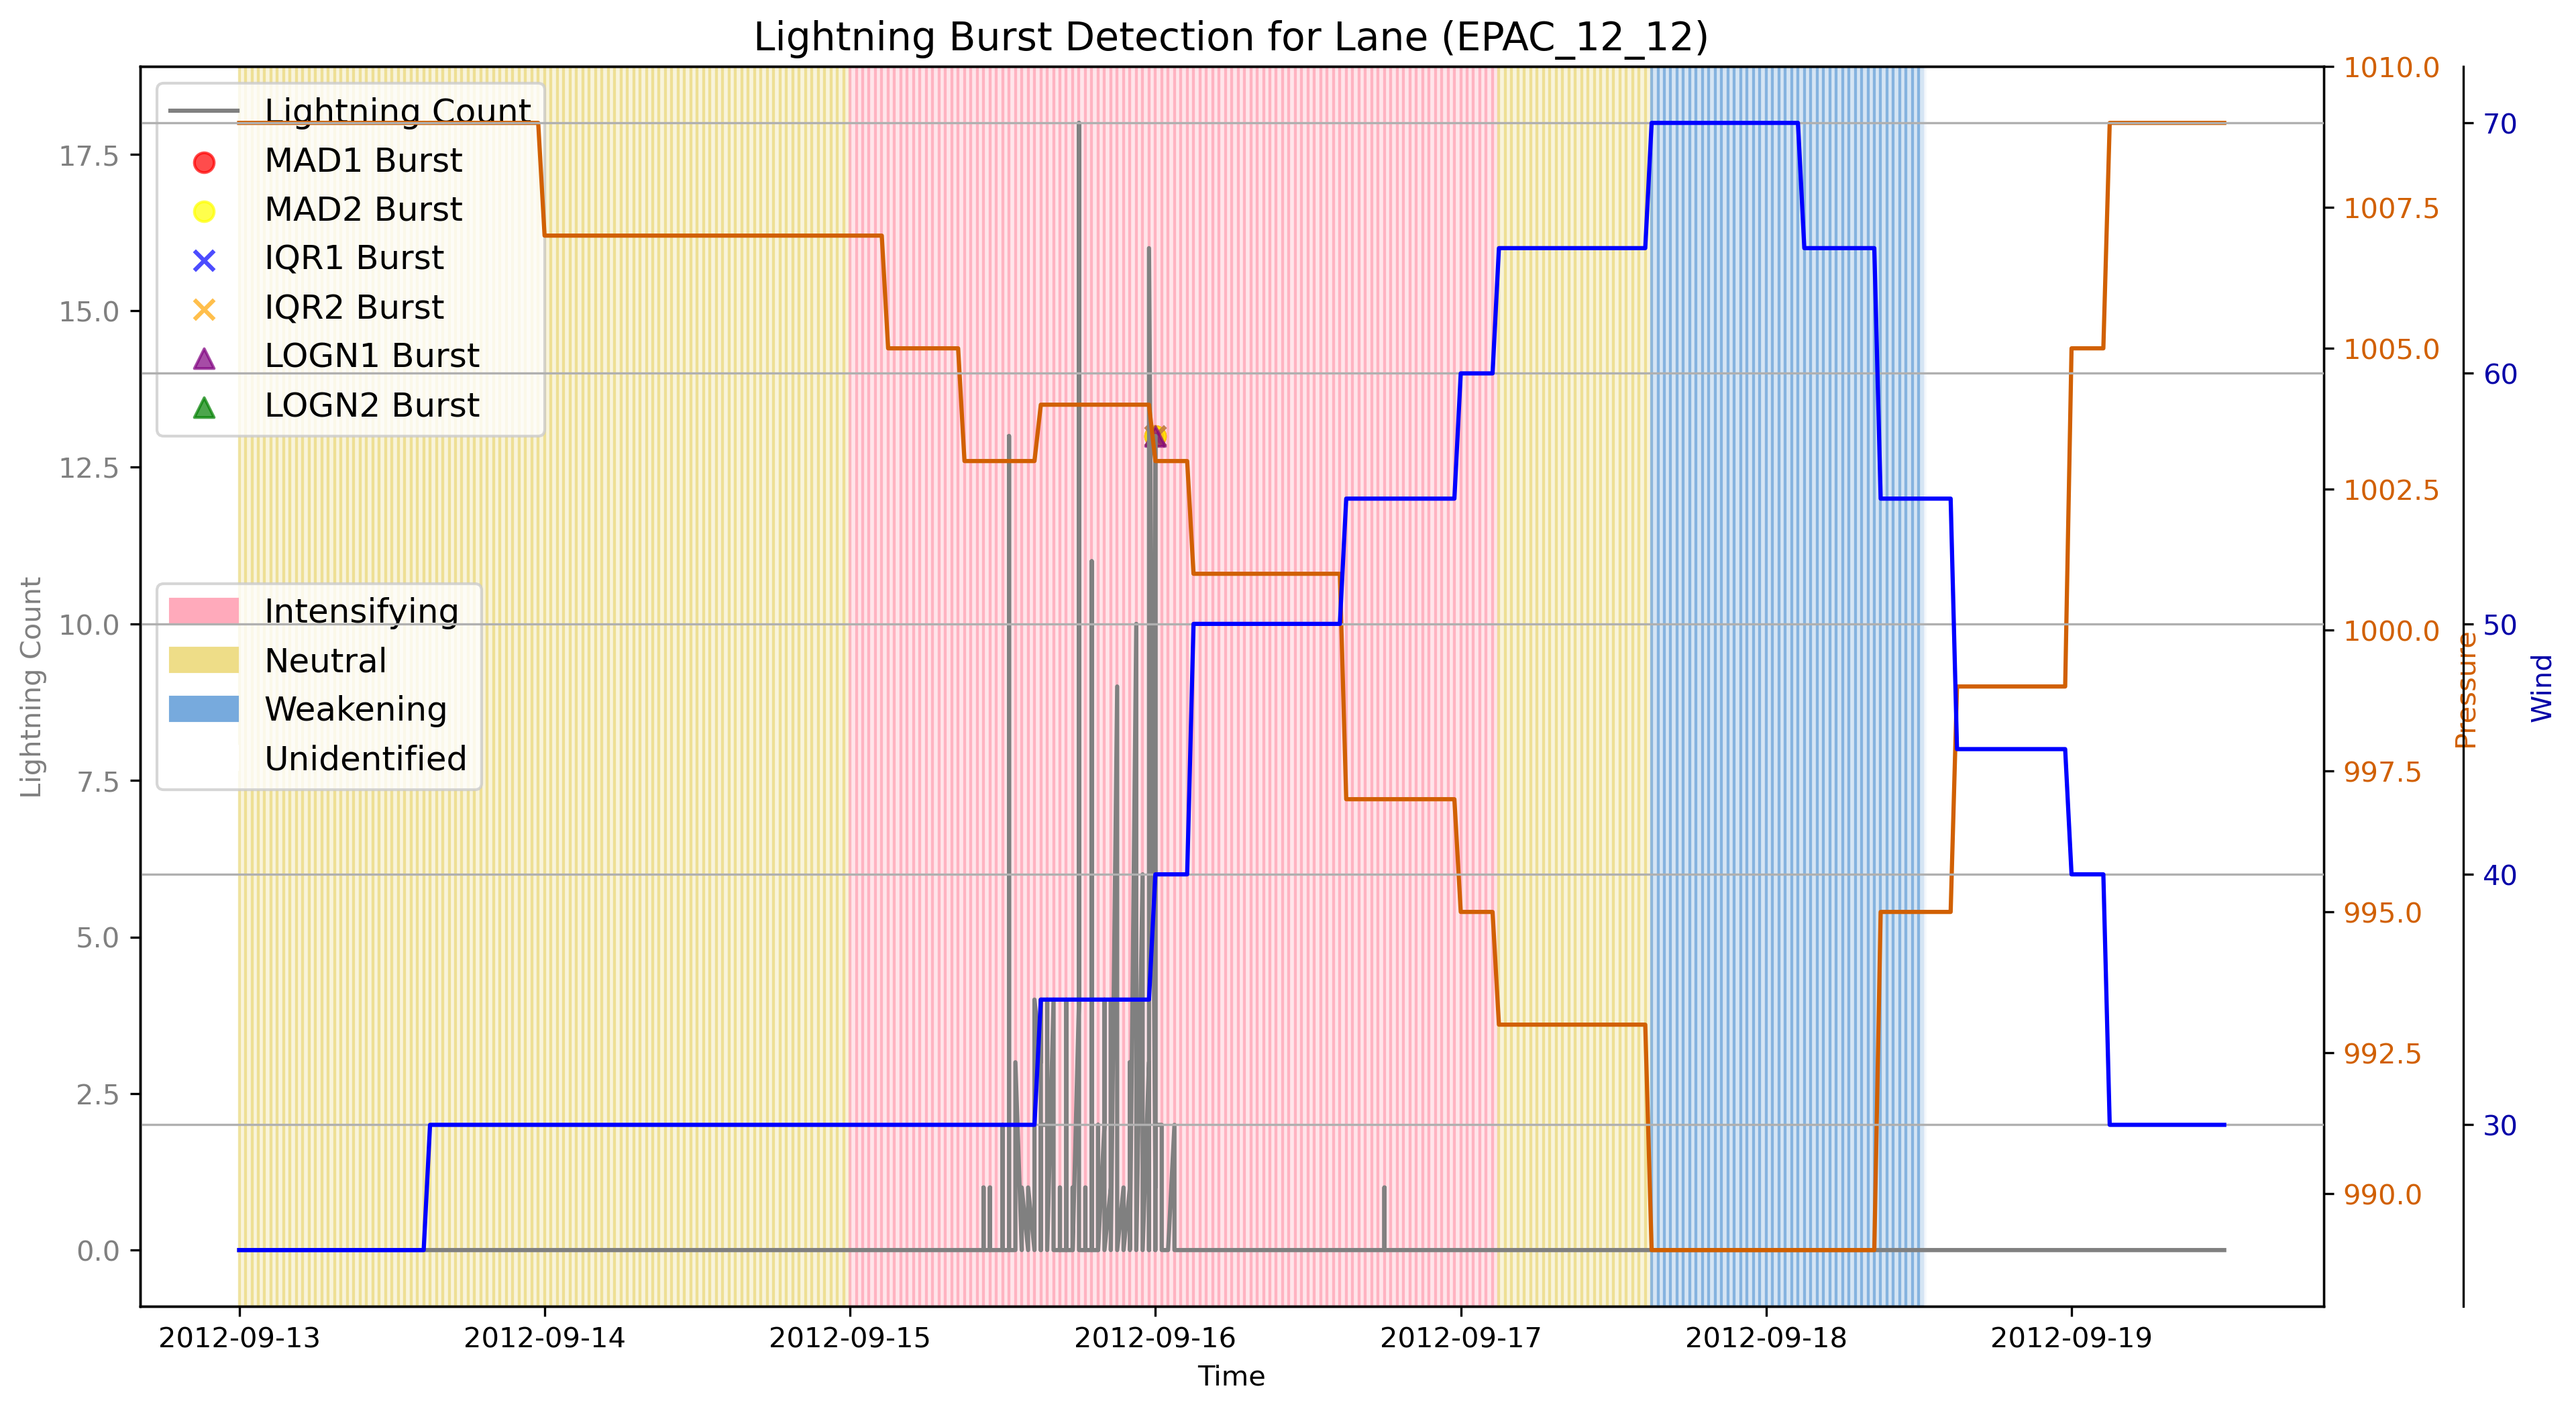 Lightning Burst Detection for Lane (EPAC_12_12)
Lightning Count
MAD1 Burst
MAD2 Burst
IQR1 Burst
IQR2 Burst
LOGN1 Burst
LOGN2 Burst
Intensifying
Neutral
Weakening
Unidentified
Lightning Count
17.5
15.0
12.5
10.0
7.5
5.0
2.5
0.0
2012-09-13
2012-09-14
2012-09-15
2012-09-16
2012-09-17
2012-09-18
2012-09-19
Time
1010.0
1007.5
1005.0
1002.5
1000.0
997.5
995.0
992.5
990.0
Pressure
70
60
50
40
30
Wind